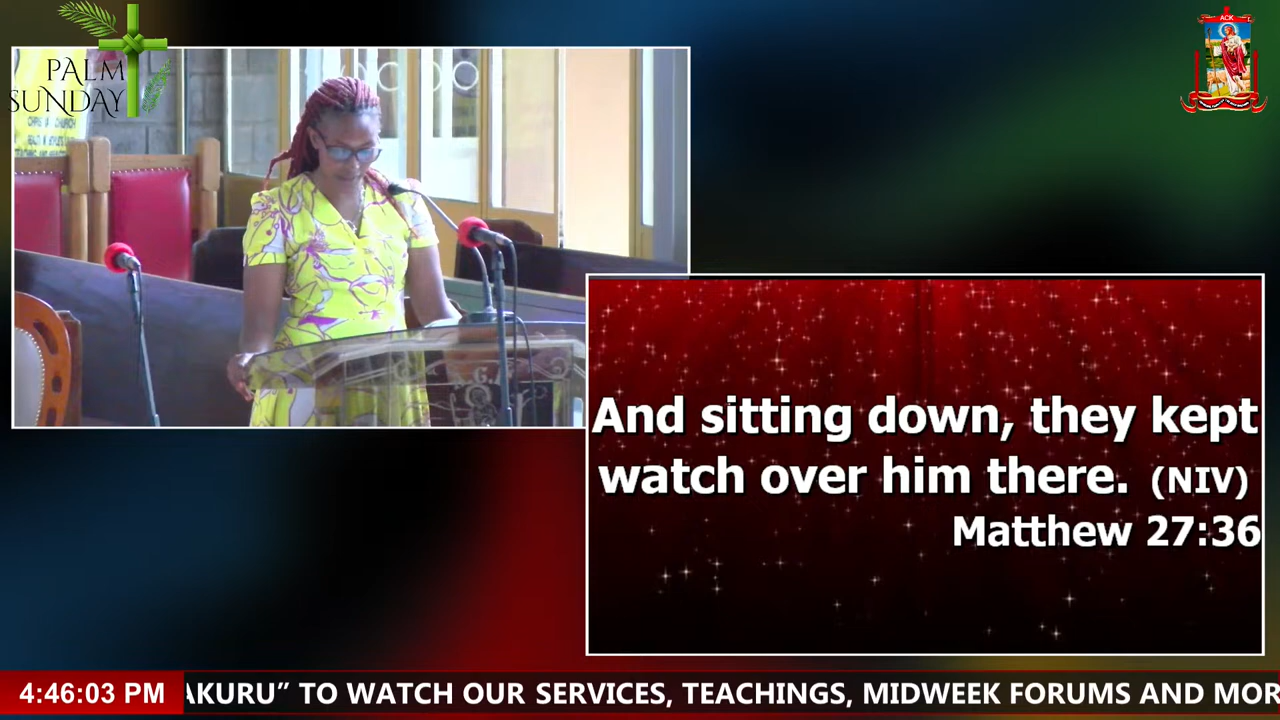 PALM
SUNDAY
ACK
And sitting down, they kept
watch over him there. (NIV)
Matthew 27:36
4:46:03 PM
AKURU” TO WATCH OUR SERVICES, TEACHINGS, MIDWEEK FORUMS AND MOR